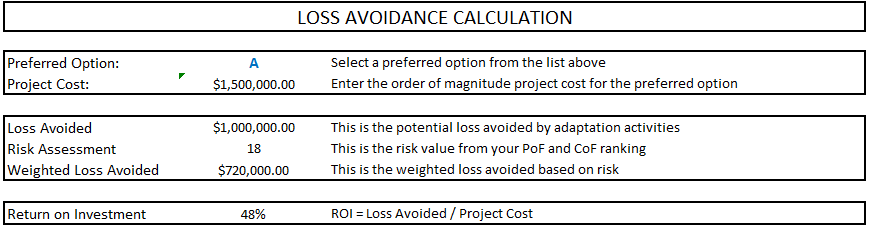 LOSS AVOIDANCE CALCULATION
Preferred Option: A Select a preferred option from the list above
Project Cost: $1,500,000.00 Enter the order of magnitude project cost for the preferred option
Loss Avoided $1,000,000.00 This is the potential loss avoided by adaptation activities
Risk Assessment 18 This is the risk value from your PoF and CoF ranking
Weighted Loss Avoided $720,000.00 This is the weighted loss avoided based on risk
Return on Investment 48% ROI = Loss Avoided / Project Cost